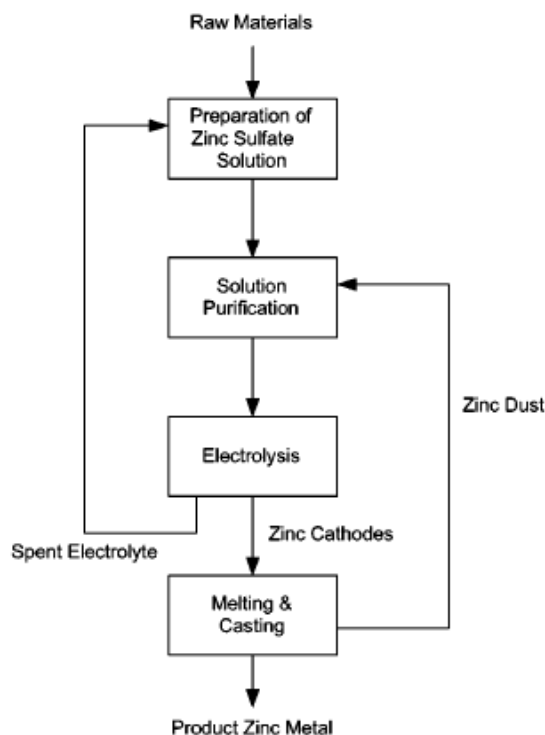 Raw Materials
Preparation of
Zinc Sulfate
Solution
Solution
Purification
Zinc Dust
Electrolysis
Zinc Cathodes
Spent Electrolyte
Melting &
Casting
Product Zinc Metal